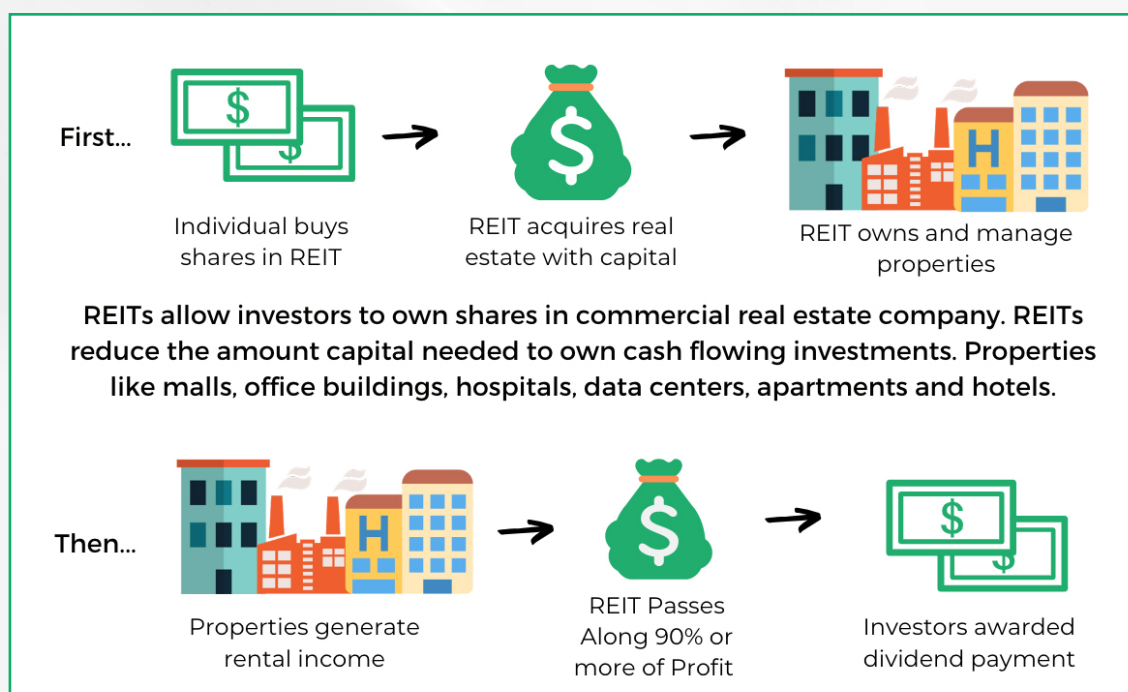 $
$
$
H
First...
Individual buys
shares in REIT
REIT acquires real
estate with capital
REIT owns and manage
properties
REITs allow investors to own shares in commercial real estate company. REITs
reduce the amount capital needed to own cash flowing investments. Properties
like malls, office buildings, hospitals, data centers, apartments and hotels.
H
$
$
$
Then...
Properties generate
rental income
REIT Passes
Along 90% or
more of Profit
Investors awarded
dividend payment